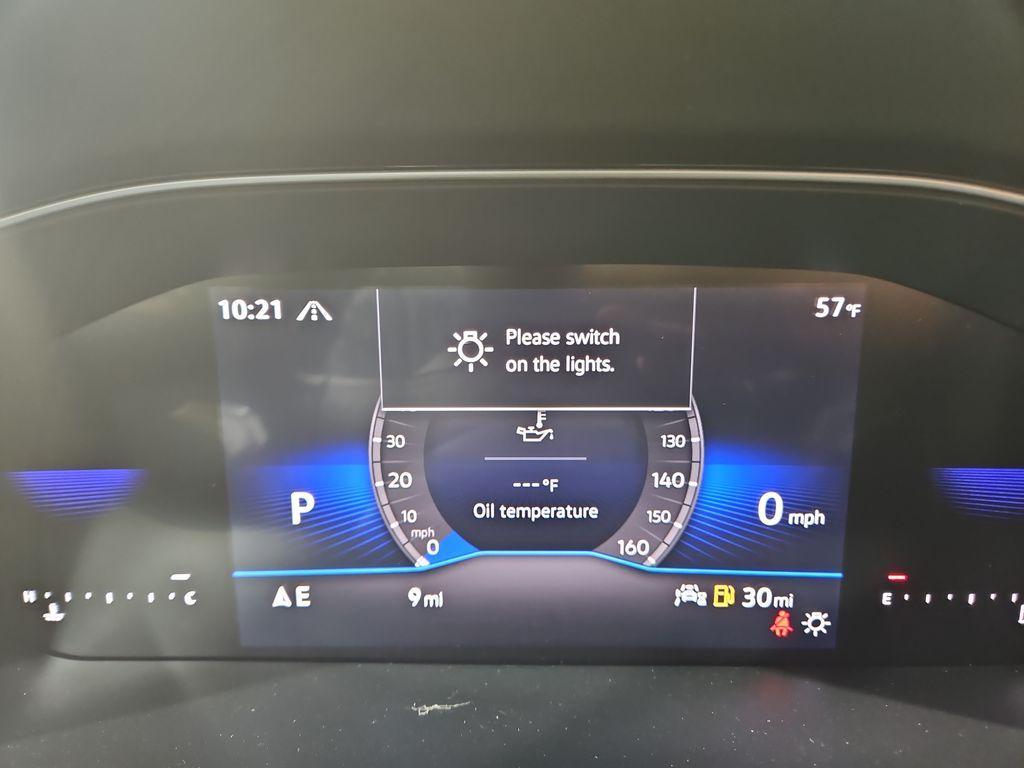 10:21
57°F
Please switch
on the lights.
30
130
20
140
---°F
P
10
Oil temperature
150
0 mph
mph
0
160
H
C
E
9 mi
30 mi
E